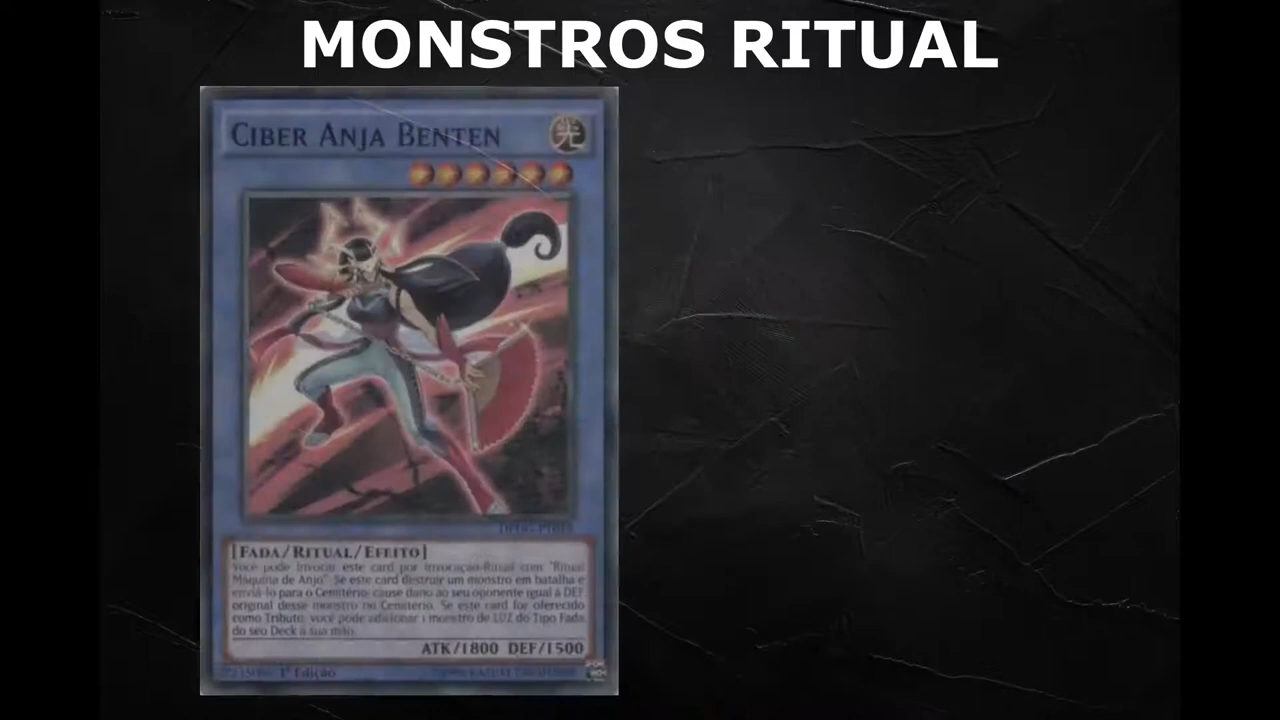 MONSTROS RITUAL
CIBER ANJA BENTEN
光
[FADA/RITUAL/EFEITO]
Você pode Invocar este card por Invocação-Ritual com "Ritual
Máquina de Anjo". Se este card destruir um monstro em batalha e
enviá-lo para o Cemitério: cause dano ao seu oponente igual à DEF
original desse monstro no Cemitério. Se este card for oferecido
como Tributo: você pode adicionar 1 monstro de LUZ do Tipo Fada
do seu Deck à sua mão.
ATK/1800 DEF/1500
1ª Edição